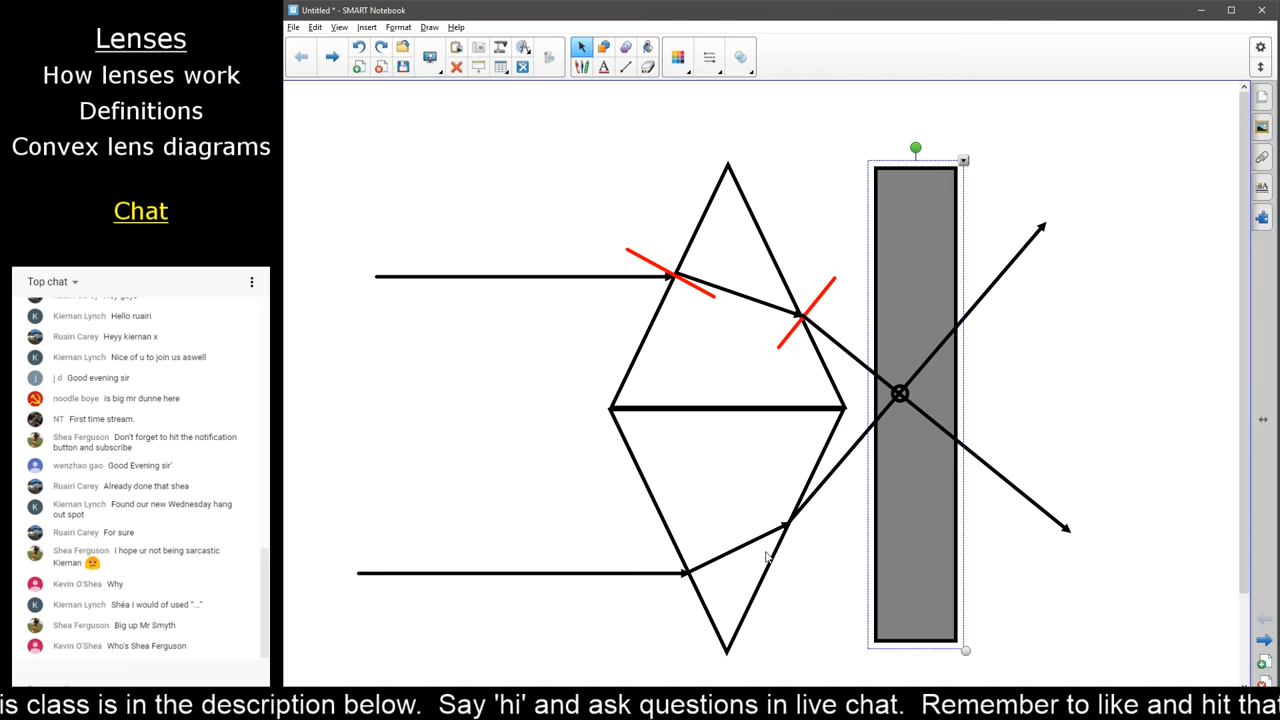 Lenses
How lenses work
Definitions
Convex lens diagrams
Chat
Top chat
Kiernan Lynch Hello ruairi
Ruairi Carey Heyy kiernan x
Kiernan Lynch Nice of u to join us aswell
j d Good evening sir
noodle boye is big mr dunne here
NT First time stream.
Shea Ferguson Don't forget to hit the notification
button and subscribe
wenzhao gao Good Evening sir'
Ruairi Carey Already done that shea
Kiernan Lynch Found our new Wednesday hang
out spot
Ruairi Carey For sure
Shea Ferguson I hope ur not being sarcastic
Kiernan
Kevin O'Shea Why
Kiernan Lynch Shéa I would of used "..."
Shea Ferguson Big up Mr Smyth
Kevin O'Shea Who's Shea Ferguson
Untitled * - SMART Notebook
File Edit View Insert Format Draw Help
is class is in the description below. Say 'hi' and ask questions in live chat. Remember to like and hit tha